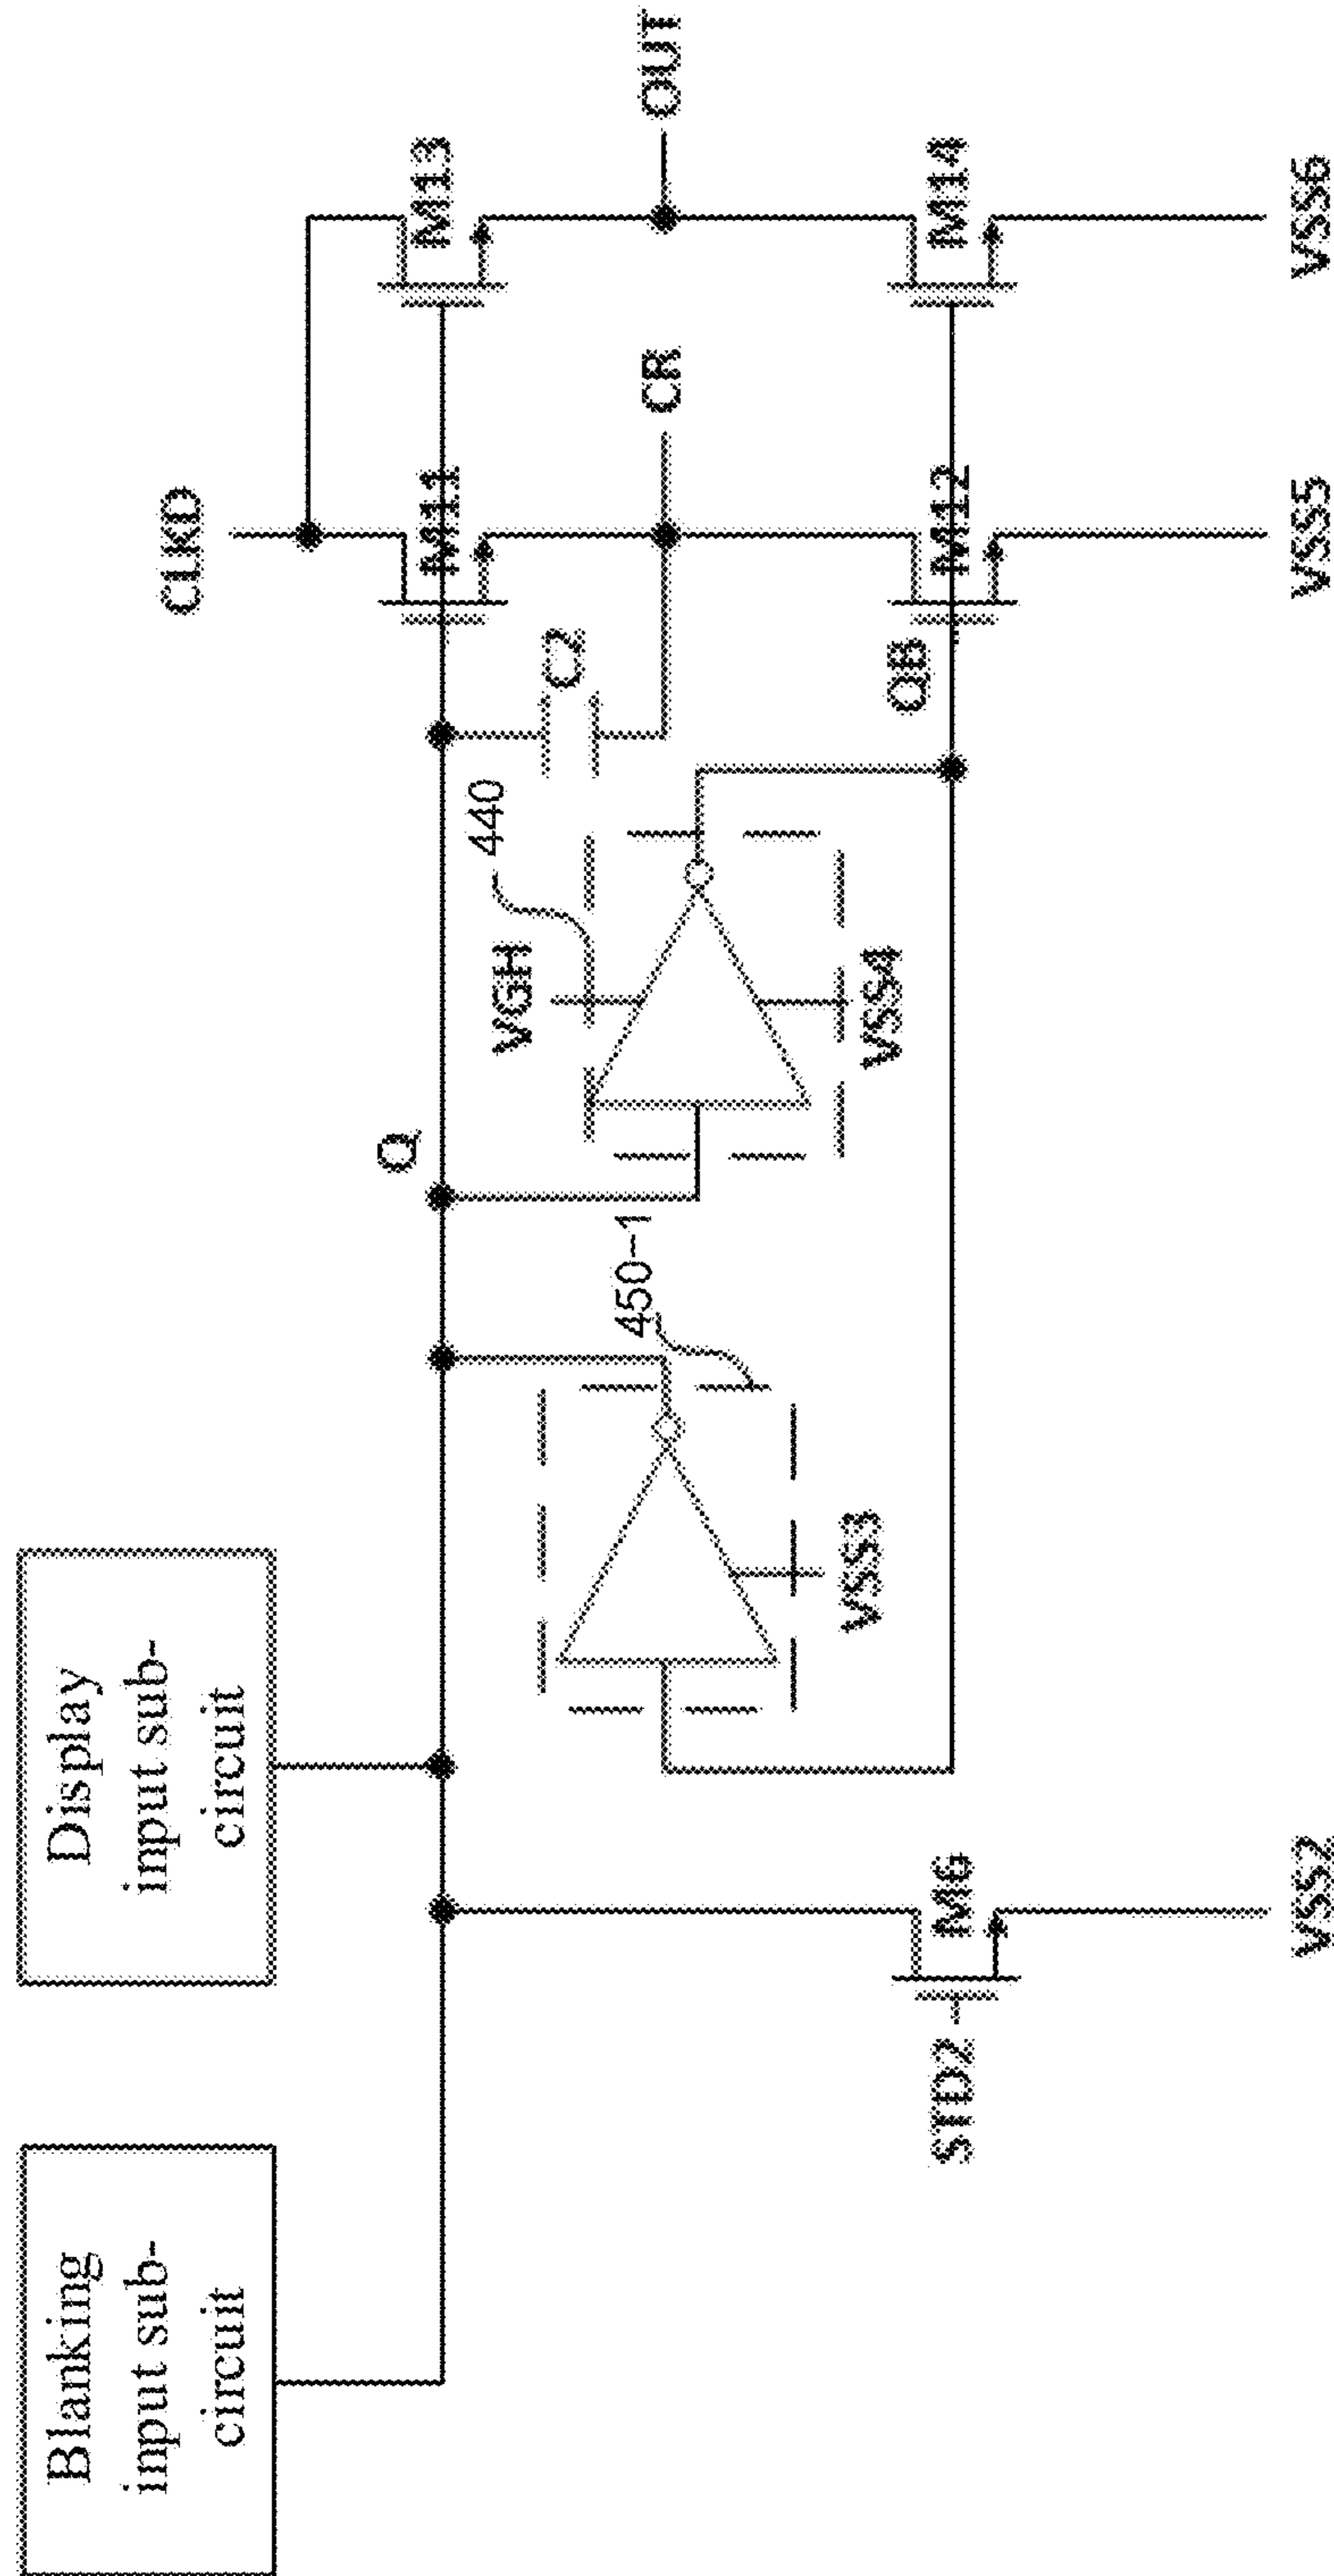 Blanking
input sub-
circuit
Display
input sub-
circuit
STD2
M6
VSS2
VSS3
450-1
Q
VGH
440
VSS4
C2
QB
CLKD
M11
M12
VSS5
CR
M13
M14
VSS6
OUT